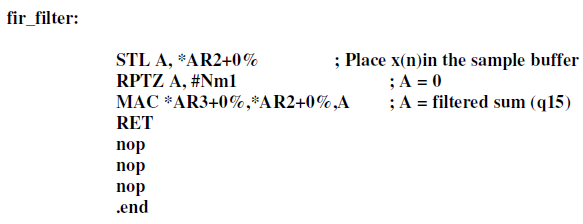 fir_filter:
STL A, *AR2+0% ; Place x(n)in the sample buffer
RPTZ A, #Nm1 ; A = 0
MAC *AR3+0%,*AR2+0%,A ; A = filtered sum (q15)
RET
nop
nop
nop
.end